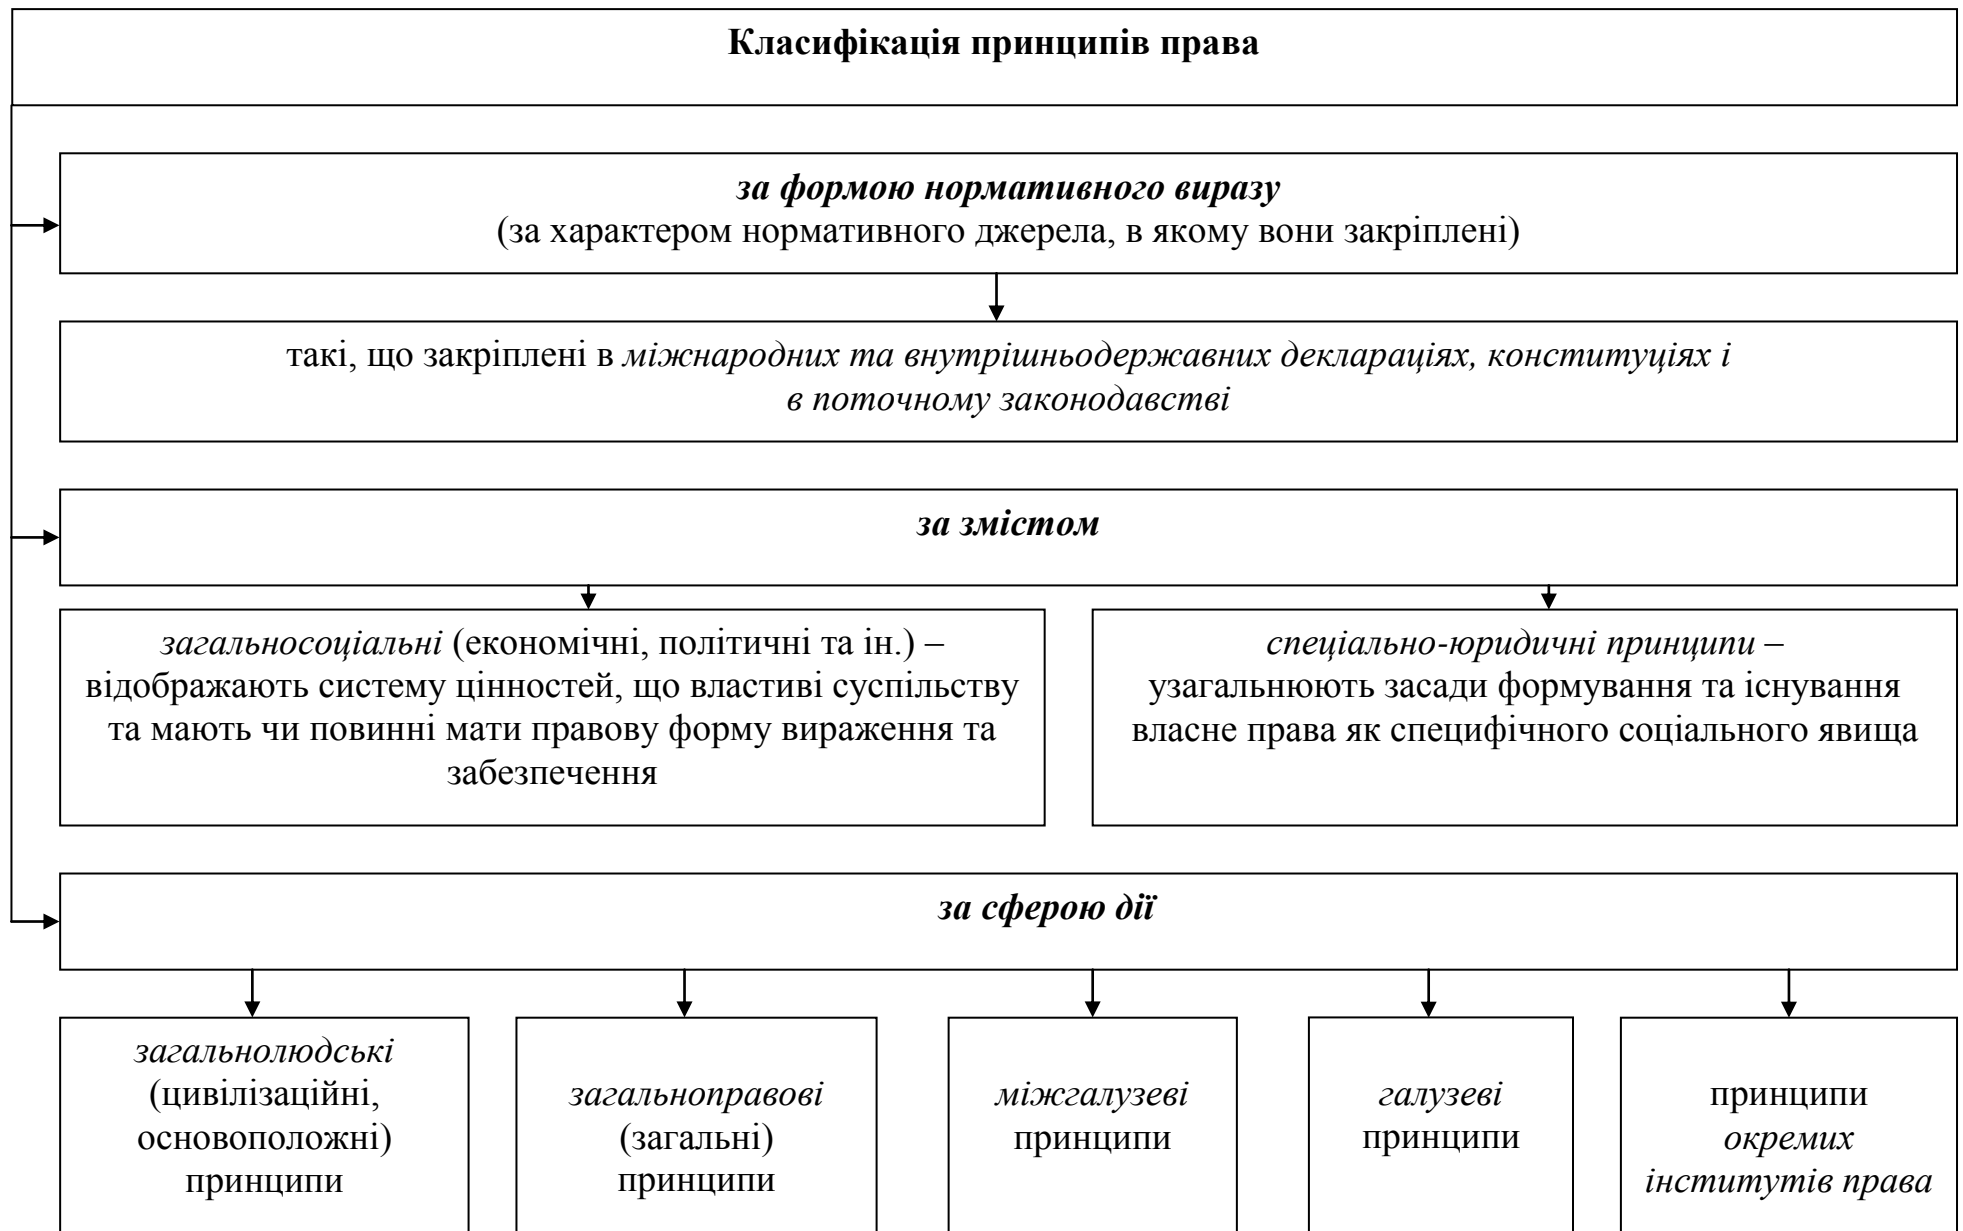 Класифікація принципів права
за формою нормативного виразу
(за характером нормативного джерела, в якому вони закріплені)
такі, що закріплені в міжнародних та внутрішньодержавних деклараціях, конституціях і
в поточному законодавстві
за змістом
загальносоціальні (економічні, політичні та ін.) –
відображають систему цінностей, що властиві суспільству
та мають чи повинні мати правову форму вираження та
забезпечення
спеціально-юридичні принципи –
узагальнюють засади формування та існування
власне права як специфічного соціального явища
за сферою дії
загальнолюдські
(цивілізаційні,
основоположні)
принципи
загальноправові
(загальні)
принципи
міжгалузеві
принципи
галузеві
принципи
принципи
окремих
інститутів права